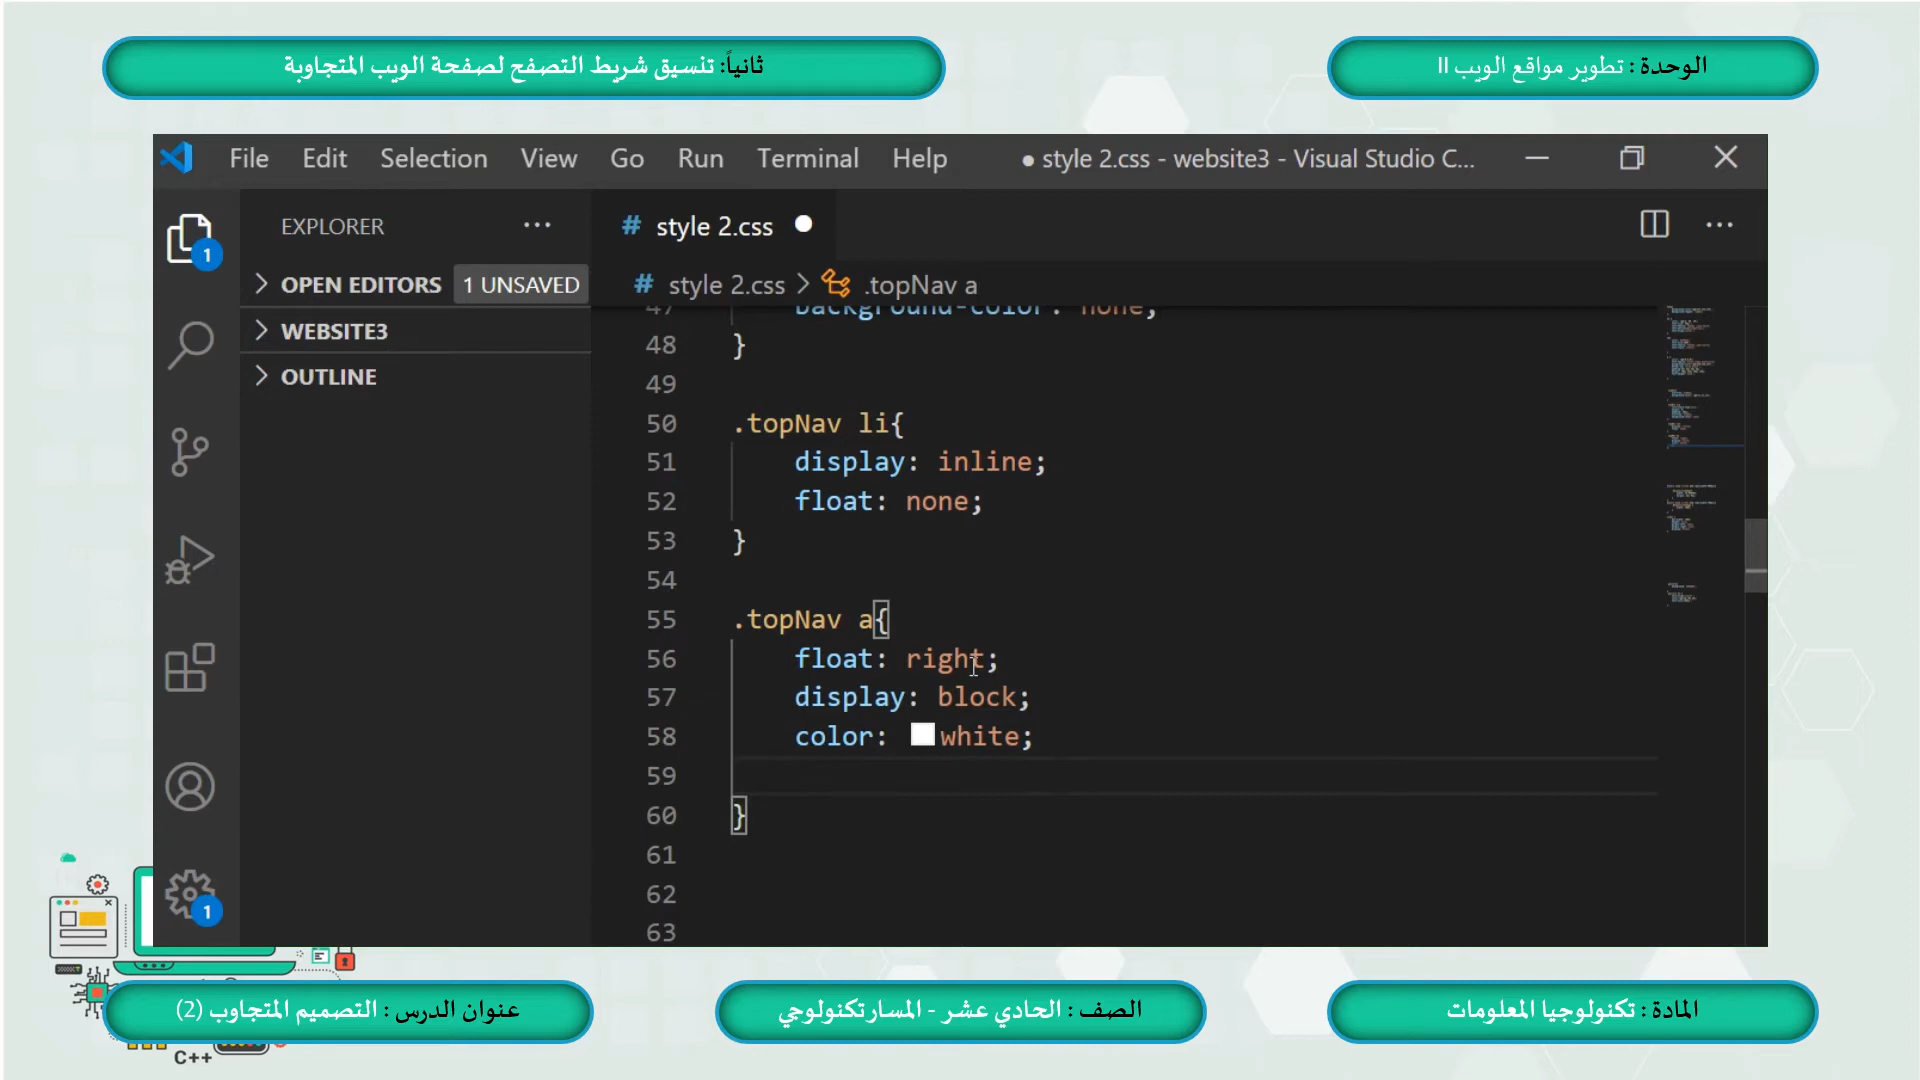 الوحدة : تطوير مواقع الويب II
ثانياً: تنسيق شريط التصفح لصفحة الويب المتجاوبة
File Edit Selection View Go Run Terminal Help
● style 2.css - website3 - Visual Studio C...
EXPLORER
1
OPEN EDITORS 1 UNSAVED
WEBSITE3
OUTLINE
1
# style 2.css
# style 2.css > .topNav a
47 background-color: none;
48 }
49
50 .topNav li{
51 display: inline;
52 float: none;
53 }
54
55 .topNav a{
56 float: right;
57 display: block;
58 color: white;
59
60 }
61
62
63
المادة : تكنولوجيا المعلومات
الصف : الحادي عشر - المسار تكنولوجي
عنوان الدرس : التصميم المتجاوب (2)
C++